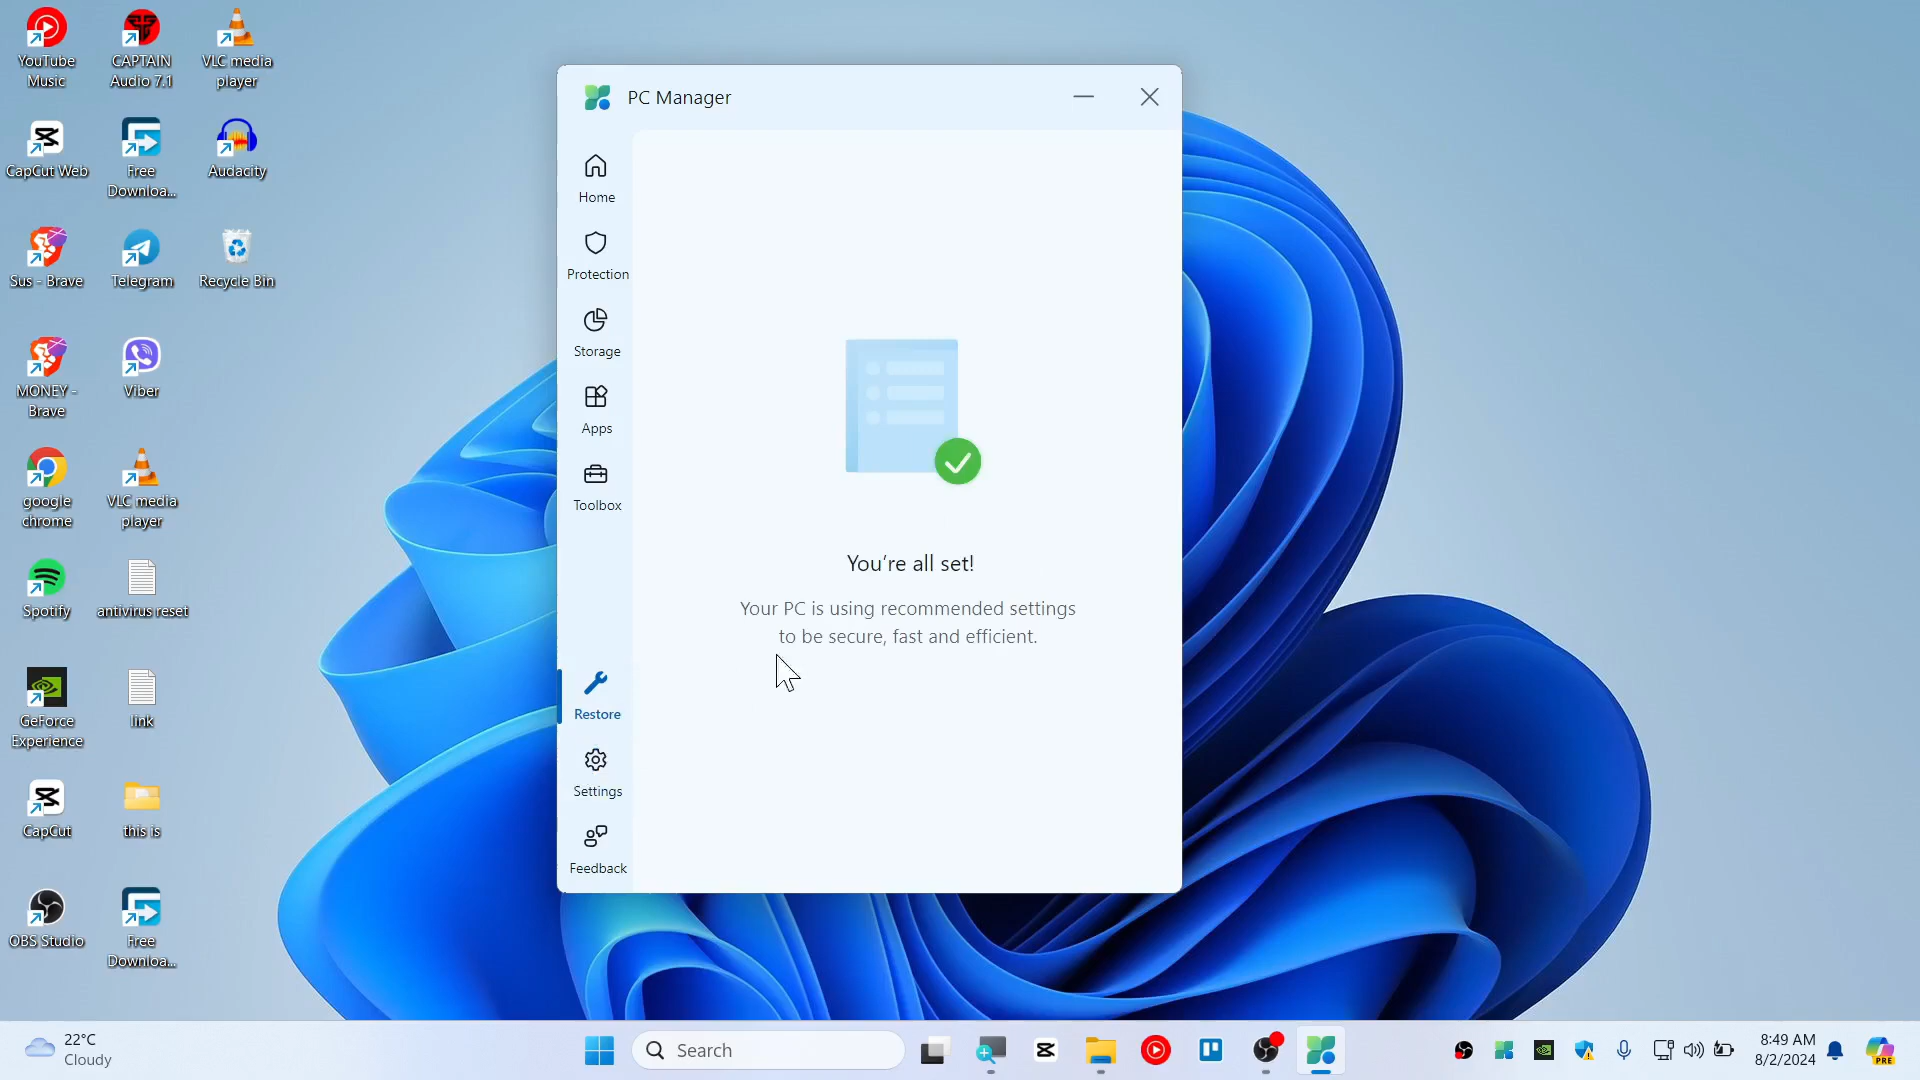 YouTube
Music
CAPTAIN
Audio 7.1
VLC media
player
CapCut Web
Free
Downloa...
Audacity
Sus - Brave
Telegram
Recycle Bin
MONEY -
Brave
Viber
google
chrome
VLC media
player
Spotify
antivirus reset
GeForce
Experience
link
CapCut
this is
OBS Studio
Free
Downloa...
PC Manager
Home
Protection
Storage
Apps
Toolbox
Restore
Settings
Feedback
You're all set!
Your PC is using recommended settings
to be secure, fast and efficient.
22°C
Cloudy
Search
8:49 AM
8/2/2024
PRE